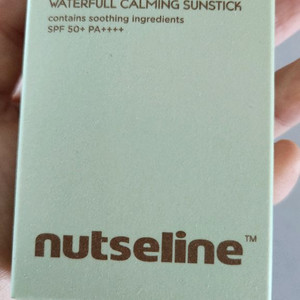 WATERFULL CALMING SUNSTICK
contains soothing ingredients
SPF 50+ PA++++
nutseline™